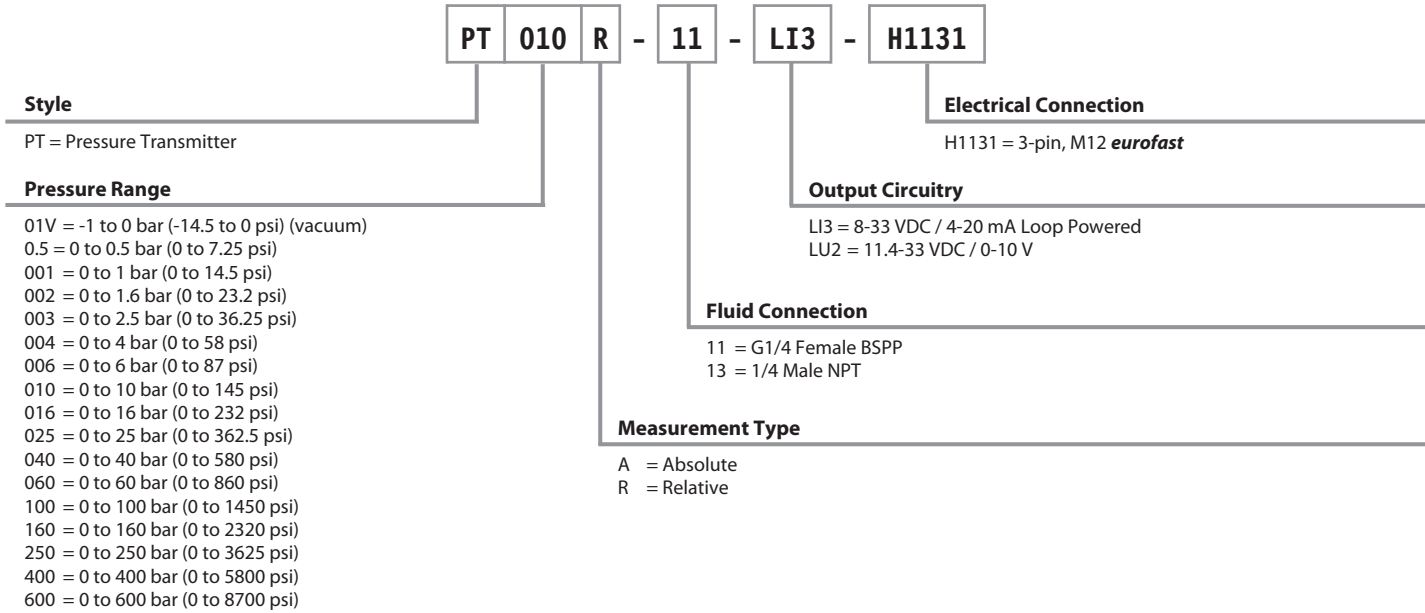 PT 010 R - 11 - LI3 - H1131
Style
PT = Pressure Transmitter
Pressure Range
01V = -1 to 0 bar (-14.5 to 0 psi) (vacuum)
0.5 = 0 to 0.5 bar (0 to 7.25 psi)
001 = 0 to 1 bar (0 to 14.5 psi)
002 = 0 to 1.6 bar (0 to 23.2 psi)
003 = 0 to 2.5 bar (0 to 36.25 psi)
004 = 0 to 4 bar (0 to 58 psi)
006 = 0 to 6 bar (0 to 87 psi)
010 = 0 to 10 bar (0 to 145 psi)
016 = 0 to 16 bar (0 to 232 psi)
025 = 0 to 25 bar (0 to 362.5 psi)
040 = 0 to 40 bar (0 to 580 psi)
060 = 0 to 60 bar (0 to 860 psi)
100 = 0 to 100 bar (0 to 1450 psi)
160 = 0 to 160 bar (0 to 2320 psi)
250 = 0 to 250 bar (0 to 3625 psi)
400 = 0 to 400 bar (0 to 5800 psi)
600 = 0 to 600 bar (0 to 8700 psi)
Electrical Connection
H1131 = 3-pin, M12 eurofast
Output Circuitry
LI3 = 8-33 VDC / 4-20 mA Loop Powered
LU2 = 11.4-33 VDC / 0-10 V
Fluid Connection
11 = G1/4 Female BSPP
13 = 1/4 Male NPT
Measurement Type
A = Absolute
R = Relative